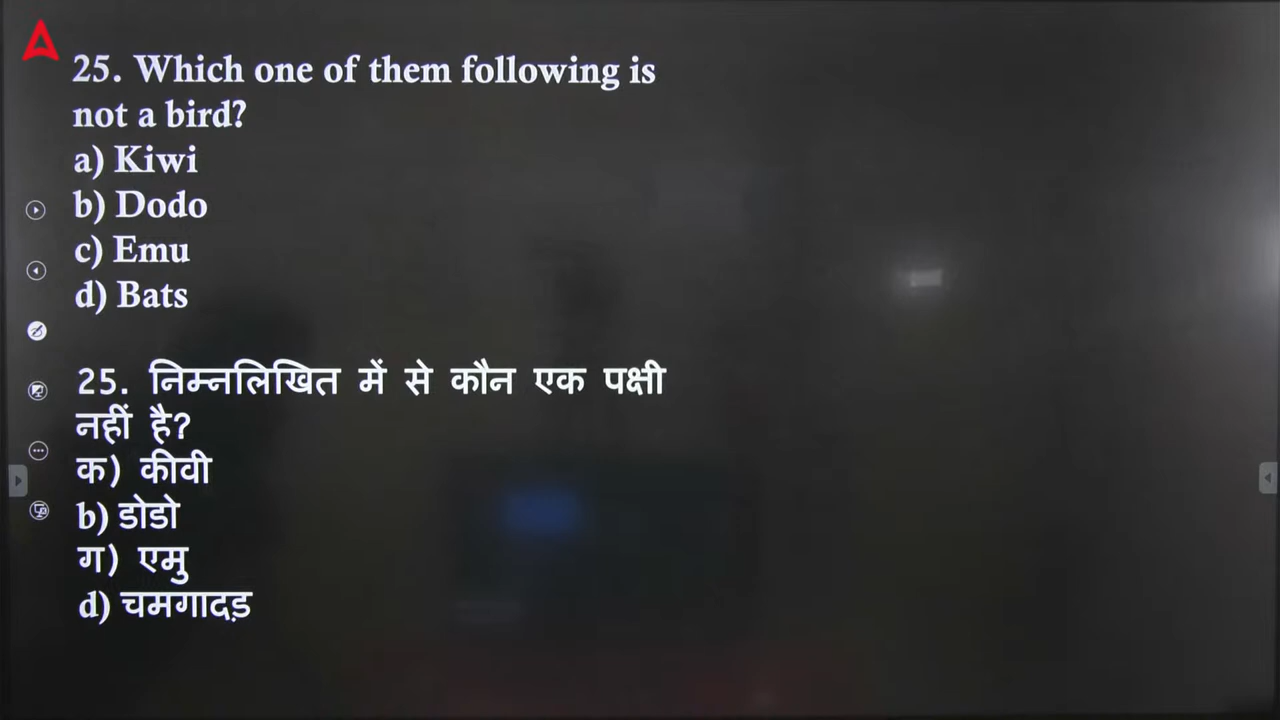 25. Which one of them following is
not a bird?
a) Kiwi
b) Dodo
c) Emu
d) Bats
25. निम्नलिखित में से कौन एक पक्षी
नहीं है?
क) कीवी
b) डोडो
ग) एमु
d) चमगादड़